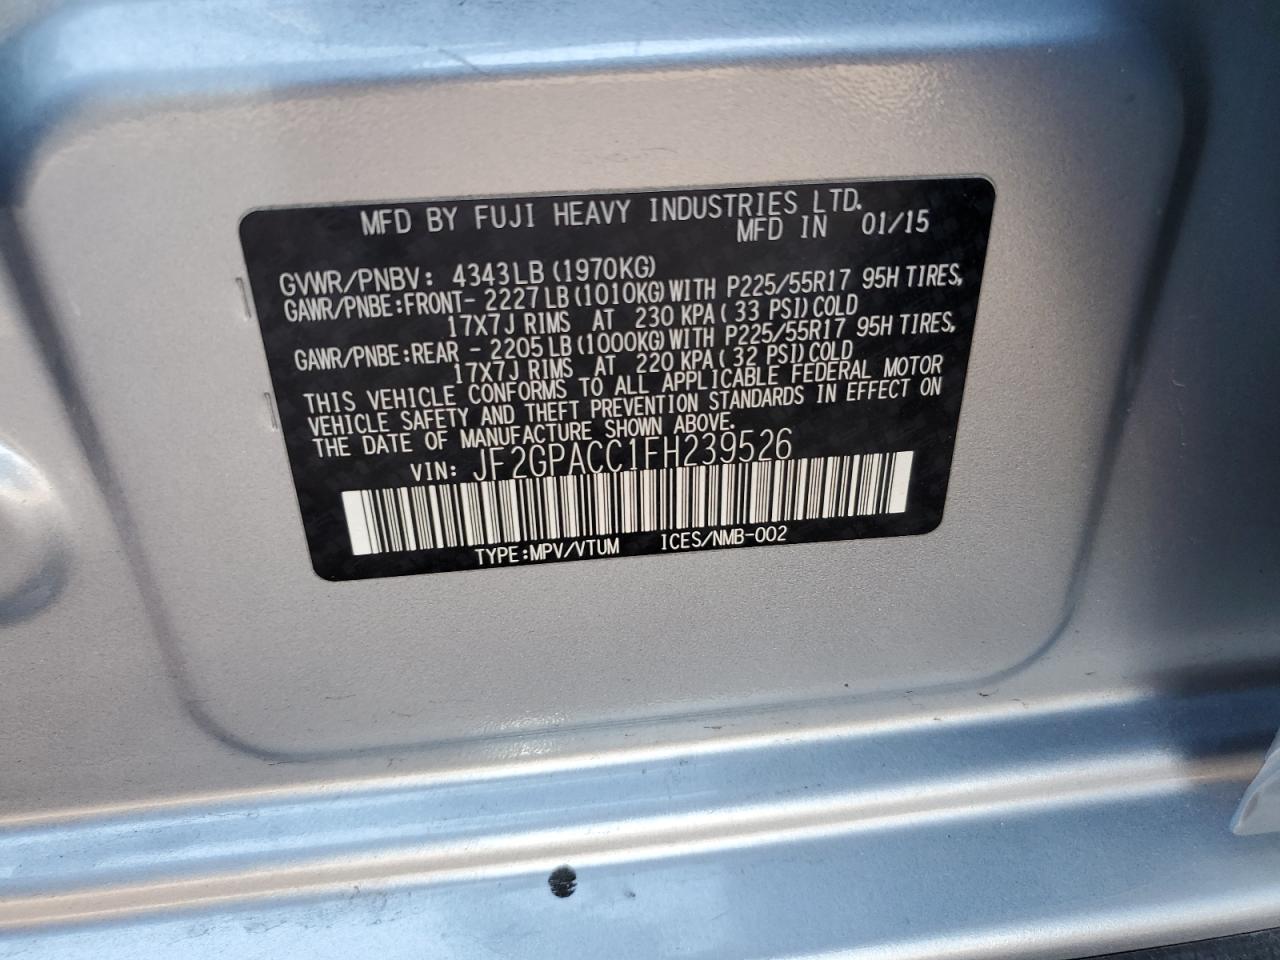 MFD BY FUJI HEAVY INDUSTRIES LTD.
MFD IN 01/15
GVWR/PNBV: 4343LB(1970KG)
GAWR/PNBE:FRONT- 2227LB(1010KG)WITH P225/55R17 95H TIRES,
17X7J RIMS AT 230 KPA(33 PSI)COLD
GAWR/PNBE:REAR - 2205LB(1000KG)WITH P225/55R17 95H TIRES,
17X7J RIMS AT 220 KPA(32 PSI)COLD
THIS VEHICLE CONFORMS TO ALL APPLICABLE FEDERAL MOTOR
VEHICLE SAFETY AND THEFT PREVENTION STANDARDS IN EFFECT ON
THE DATE OF MANUFACTURE SHOWN ABOVE.
VIN: JF2GPACC1FH239526
TYPE:MPV/VTUM ICES/NMB-002